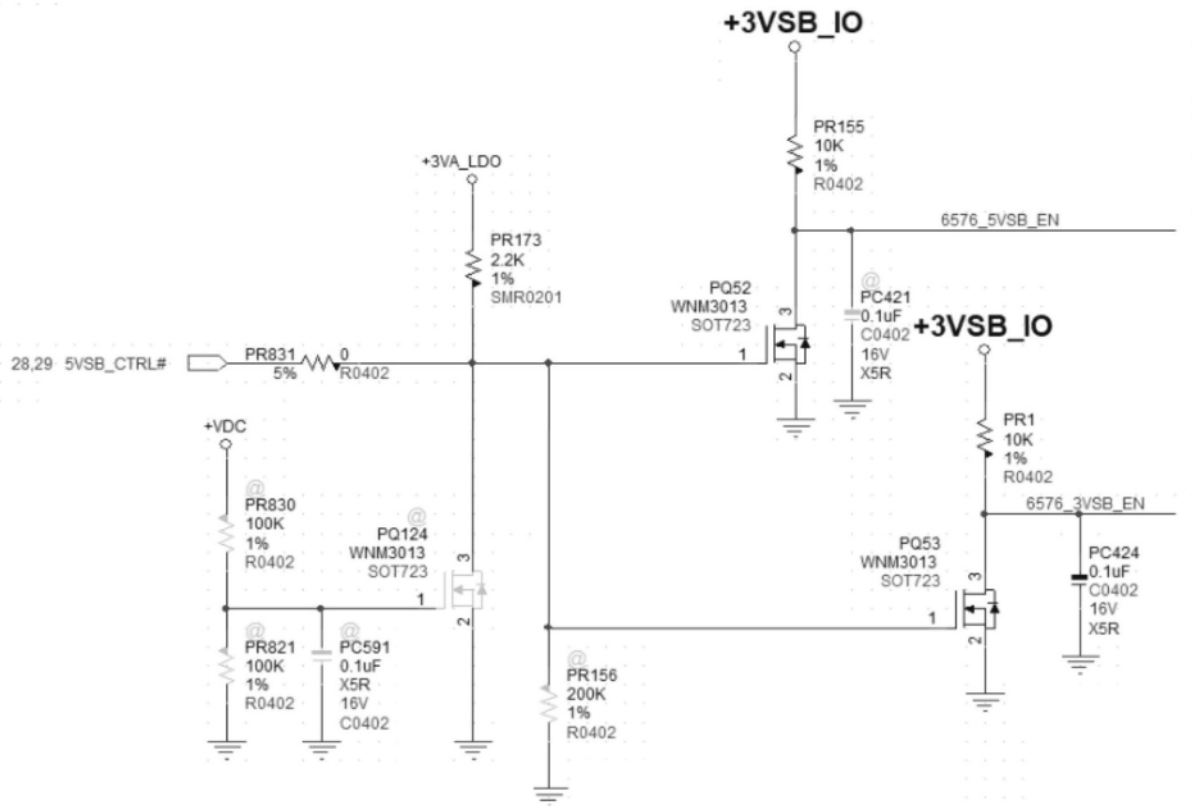 +3VSB_IO
PR155
10K
1%
R0402
6576_5VSB_EN
+3VA_LDO
PR173
2.2K
1%
SMR0201
PQ52
WNM3013
SOT723
3
1
2
@
PC421
0.1uF
C0402
16V
X5R
+3VSB_IO
28,29 5VSB_CTRL#
PR831 0
5% R0402
PR1
10K
1%
R0402
6576_3VSB_EN
+VDC
@
PR830
100K
1%
R0402
@
PQ124
WNM3013
SOT723
3
1
2
PQ53
WNM3013
SOT723
3
1
2
PC424
0.1uF
C0402
16V
X5R
@
PR821
100K
1%
R0402
@
PC591
0.1uF
X5R
16V
C0402
@
PR156
200K
1%
R0402